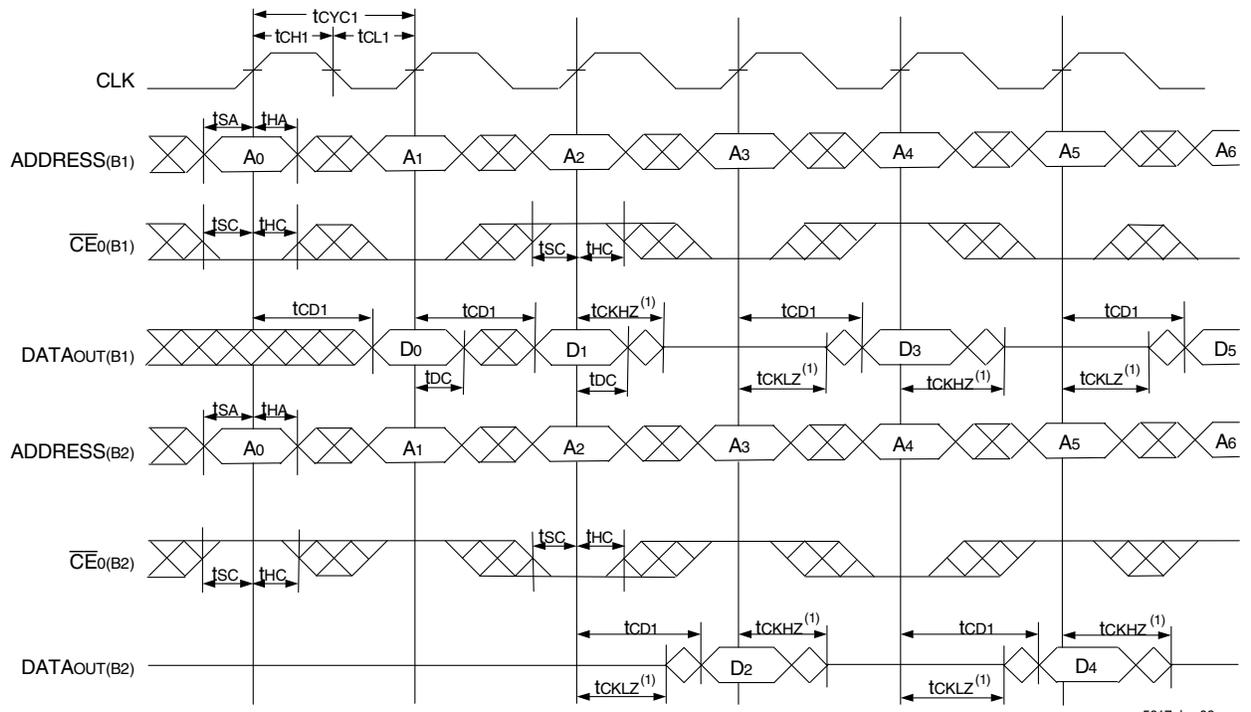 tCYC1
tCH1 tCL1
CLK
tSA tHA
ADDRESS(B1) A0 A1 A2 A3 A4 A5 A6
tSC tHC
CE0(B1) tSC tHC
tCD1 tCD1 tCKHZ(1) tCD1 tCD1
DATAOUT(B1) D0 D1 D3 D5
tDC tDC tCKLZ(1) tCKHZ(1) tCKLZ(1)
tSA tHA
ADDRESS(B2) A0 A1 A2 A3 A4 A5 A6
tSC tHC
CE0(B2)
tSC tHC
tCD1 tCKHZ(1) tCD1 tCKHZ(1)
DATAOUT(B2) D2 D4
tCKLZ(1) tCKLZ(1)